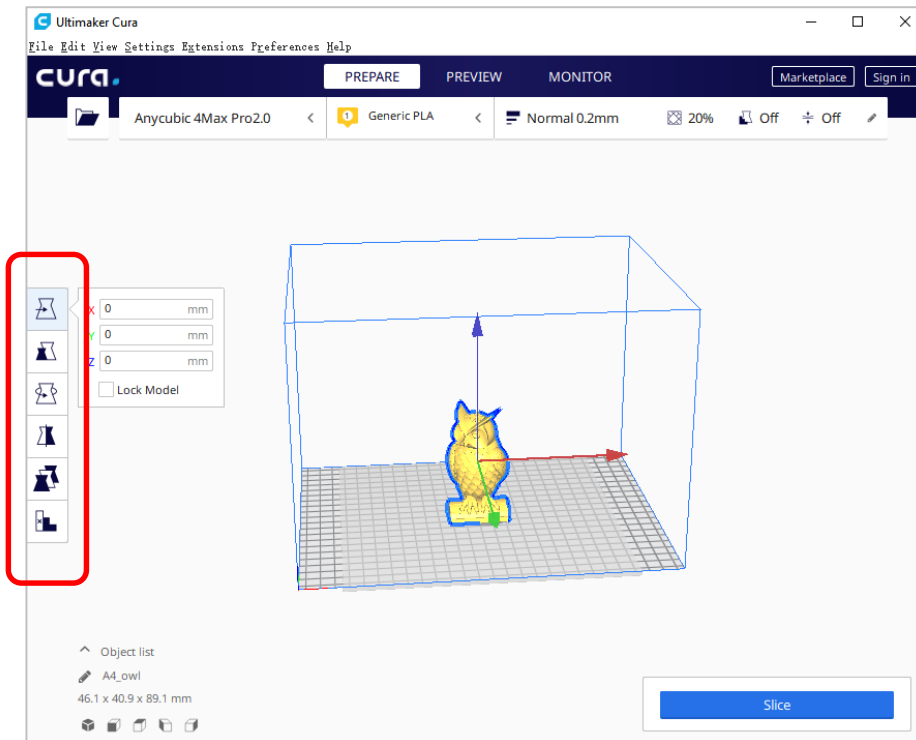 Ultimaker Cura
File Edit View Settings Extensions Preferences Help
cura. PREPARE PREVIEW MONITOR Marketplace Sign in
Anycubic 4Max Pro2.0 1 Generic PLA Normal 0.2mm 20% Off Off
X 0 mm
Y 0 mm
Z 0 mm
Lock Model
Object list
A4_owl
46.1 x 40.9 x 89.1 mm
Slice